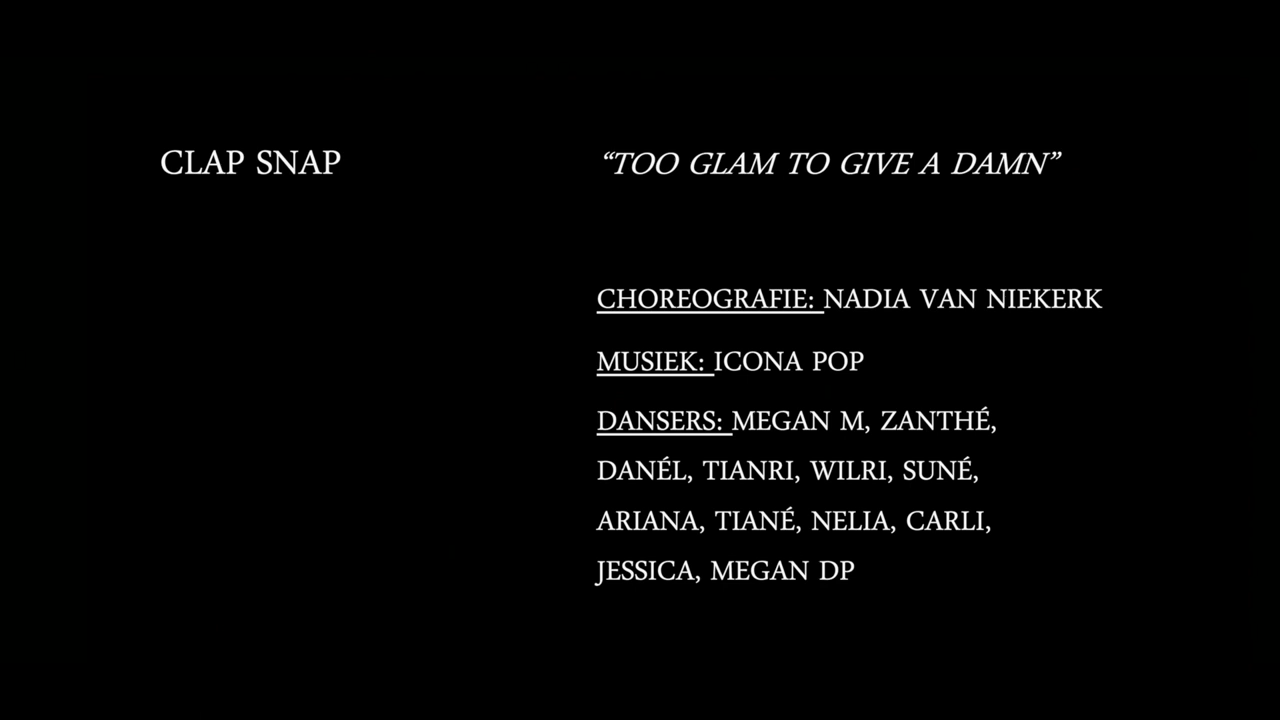 CLAP SNAP
“TOO GLAM TO GIVE A DAMN”
CHOREOGRAFIE: NADIA VAN NIEKERK
MUSIEK: ICONA POP
DANSERS: MEGAN M, ZANTHÉ,
DANÉL, TIANRI, WILRI, SUNÉ,
ARIANA, TIANÉ, NELIA, CARLI,
JESSICA, MEGAN DP